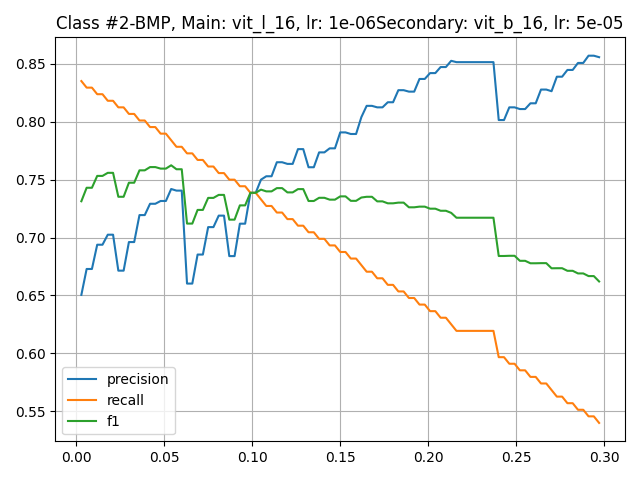 Class #2-BMP, Main: vit_l_16, lr: 1e-06Secondary: vit_b_16, lr: 5e-05
0.85
0.80
0.75
0.70
0.65
0.60
0.55
precision
recall
f1
0.00 0.05 0.10 0.15 0.20 0.25 0.30